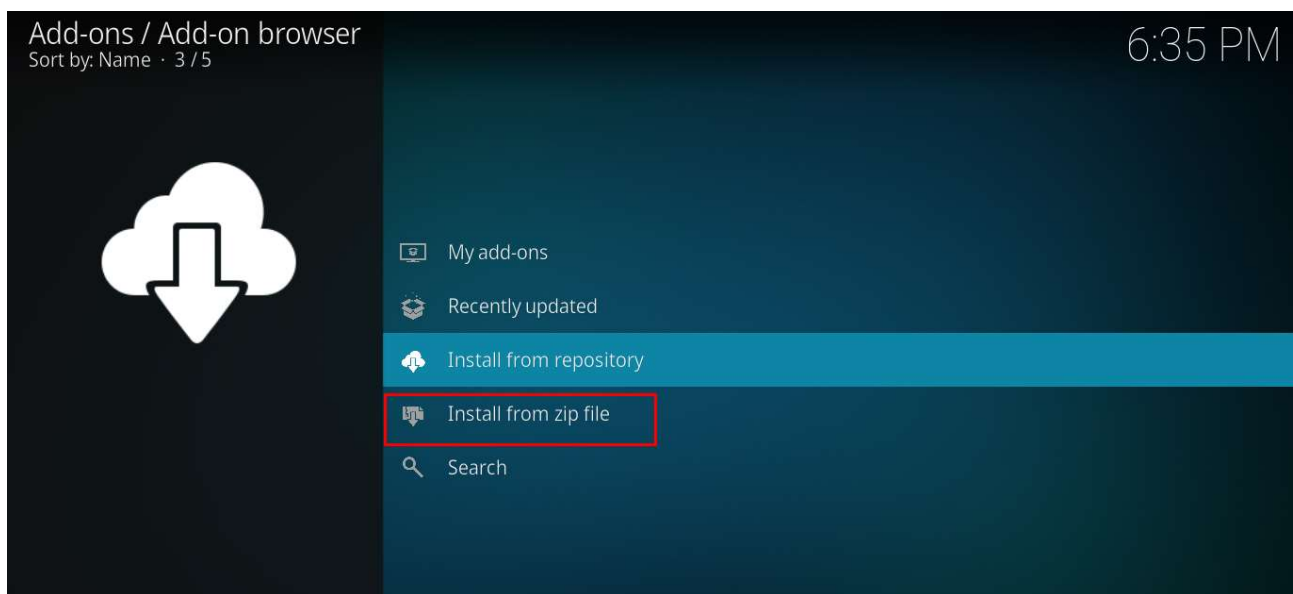 Add-ons / Add-on browser
Sort by: Name · 3 / 5
6:35 PM
My add-ons
Recently updated
Install from repository
Install from zip file
Search